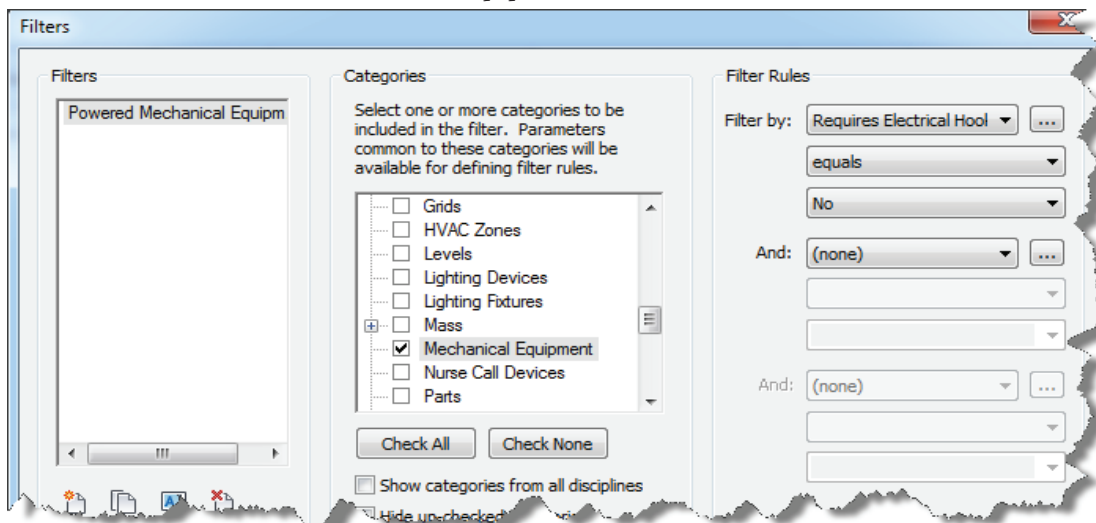 Filters
Filters
Powered Mechanical Equipm
Categories
Select one or more categories to be
included in the filter. Parameters
common to these categories will be
available for defining filter rules.
Grids
HVAC Zones
Levels
Lighting Devices
Lighting Fixtures
Mass
Mechanical Equipment
Nurse Call Devices
Parts
Check All
Check None
Show categories from all disciplines
Hide un-checked
Filter Rules
Filter by:
Requires Electrical Hool
...
equals
No
And:
(none)
...
And:
(none)
...